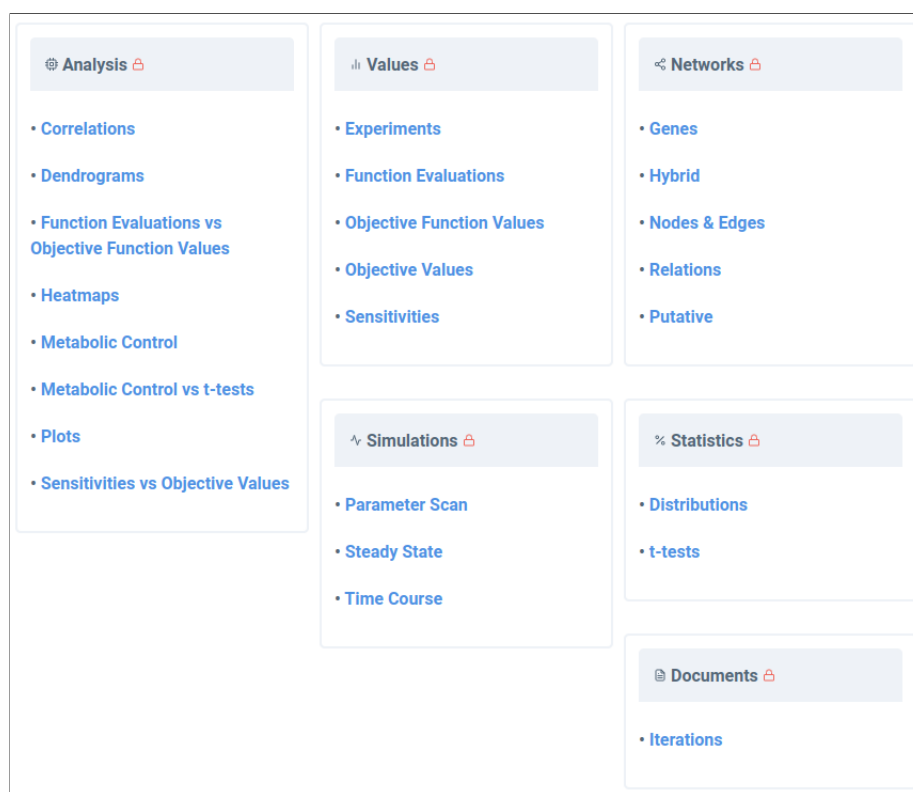 Analysis
• Correlations
• Dendrograms
• Function Evaluations vs
Objective Function Values
• Heatmaps
• Metabolic Control
• Metabolic Control vs t-tests
• Plots
• Sensitivities vs Objective Values
Values
• Experiments
• Function Evaluations
• Objective Function Values
• Objective Values
• Sensitivities
Simulations
• Parameter Scan
• Steady State
• Time Course
Networks
• Genes
• Hybrid
• Nodes & Edges
• Relations
• Putative
Statistics
• Distributions
• t-tests
Documents
• Iterations